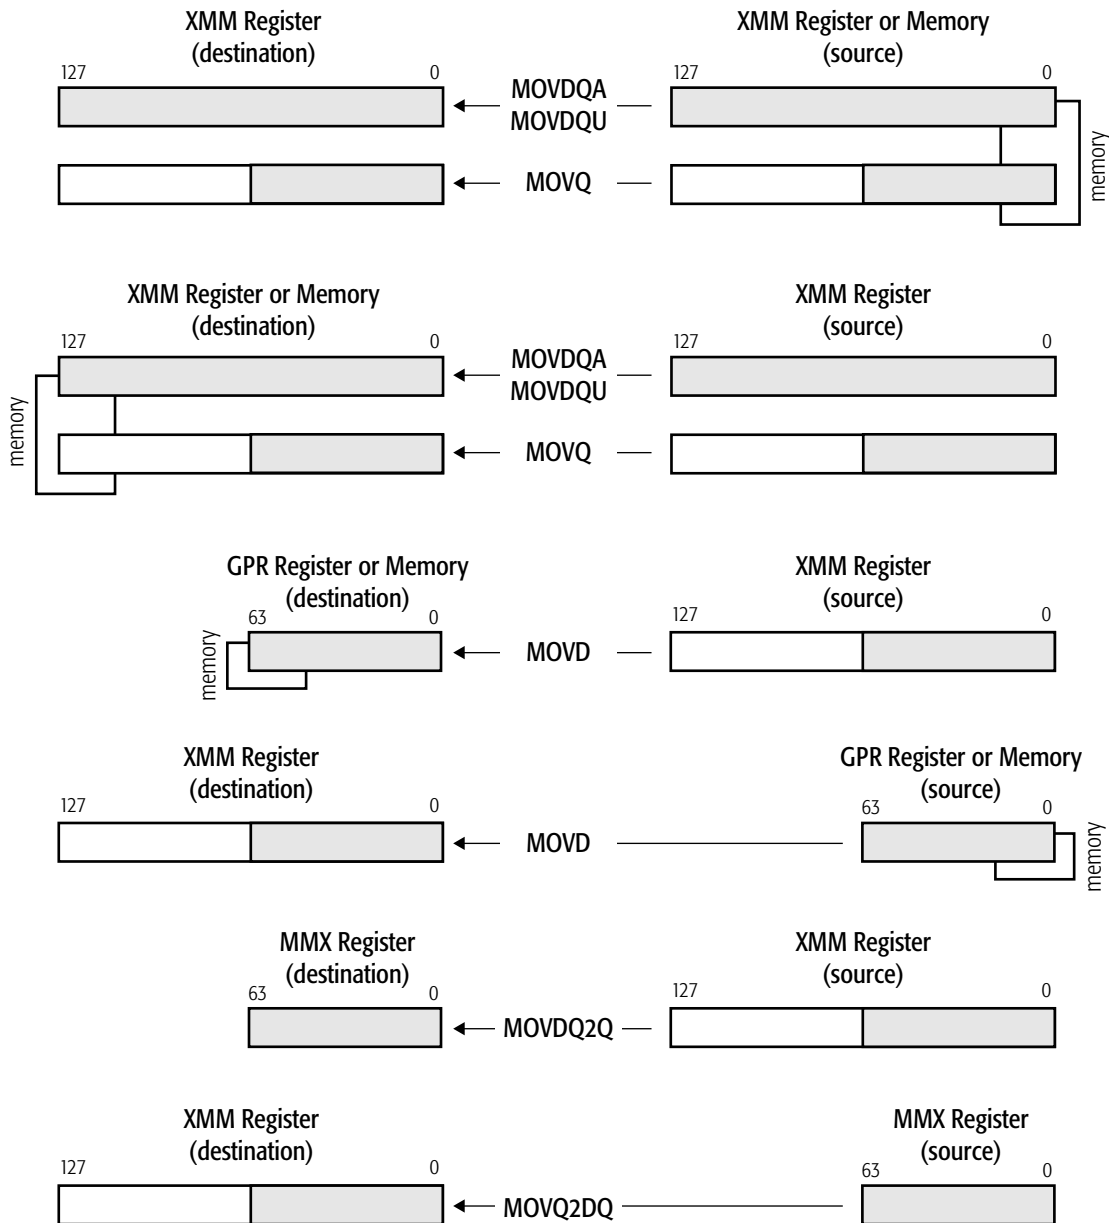 XMM Register
(destination)
XMM Register or Memory
(source)
127 0
127 0
MOVDQA
MOVDQU
memory
MOVQ
XMM Register or Memory
(destination)
XMM Register
(source)
127 0
127 0
MOVDQA
MOVDQU
memory
MOVQ
GPR Register or Memory
(destination)
XMM Register
(source)
63 0
127 0
memory
MOVD
XMM Register
(destination)
GPR Register or Memory
(source)
127 0
63 0
MOVD
memory
MMX Register
(destination)
XMM Register
(source)
63 0
127 0
MOVDQ2Q
XMM Register
(destination)
MMX Register
(source)
127 0
63 0
MOVQ2DQ